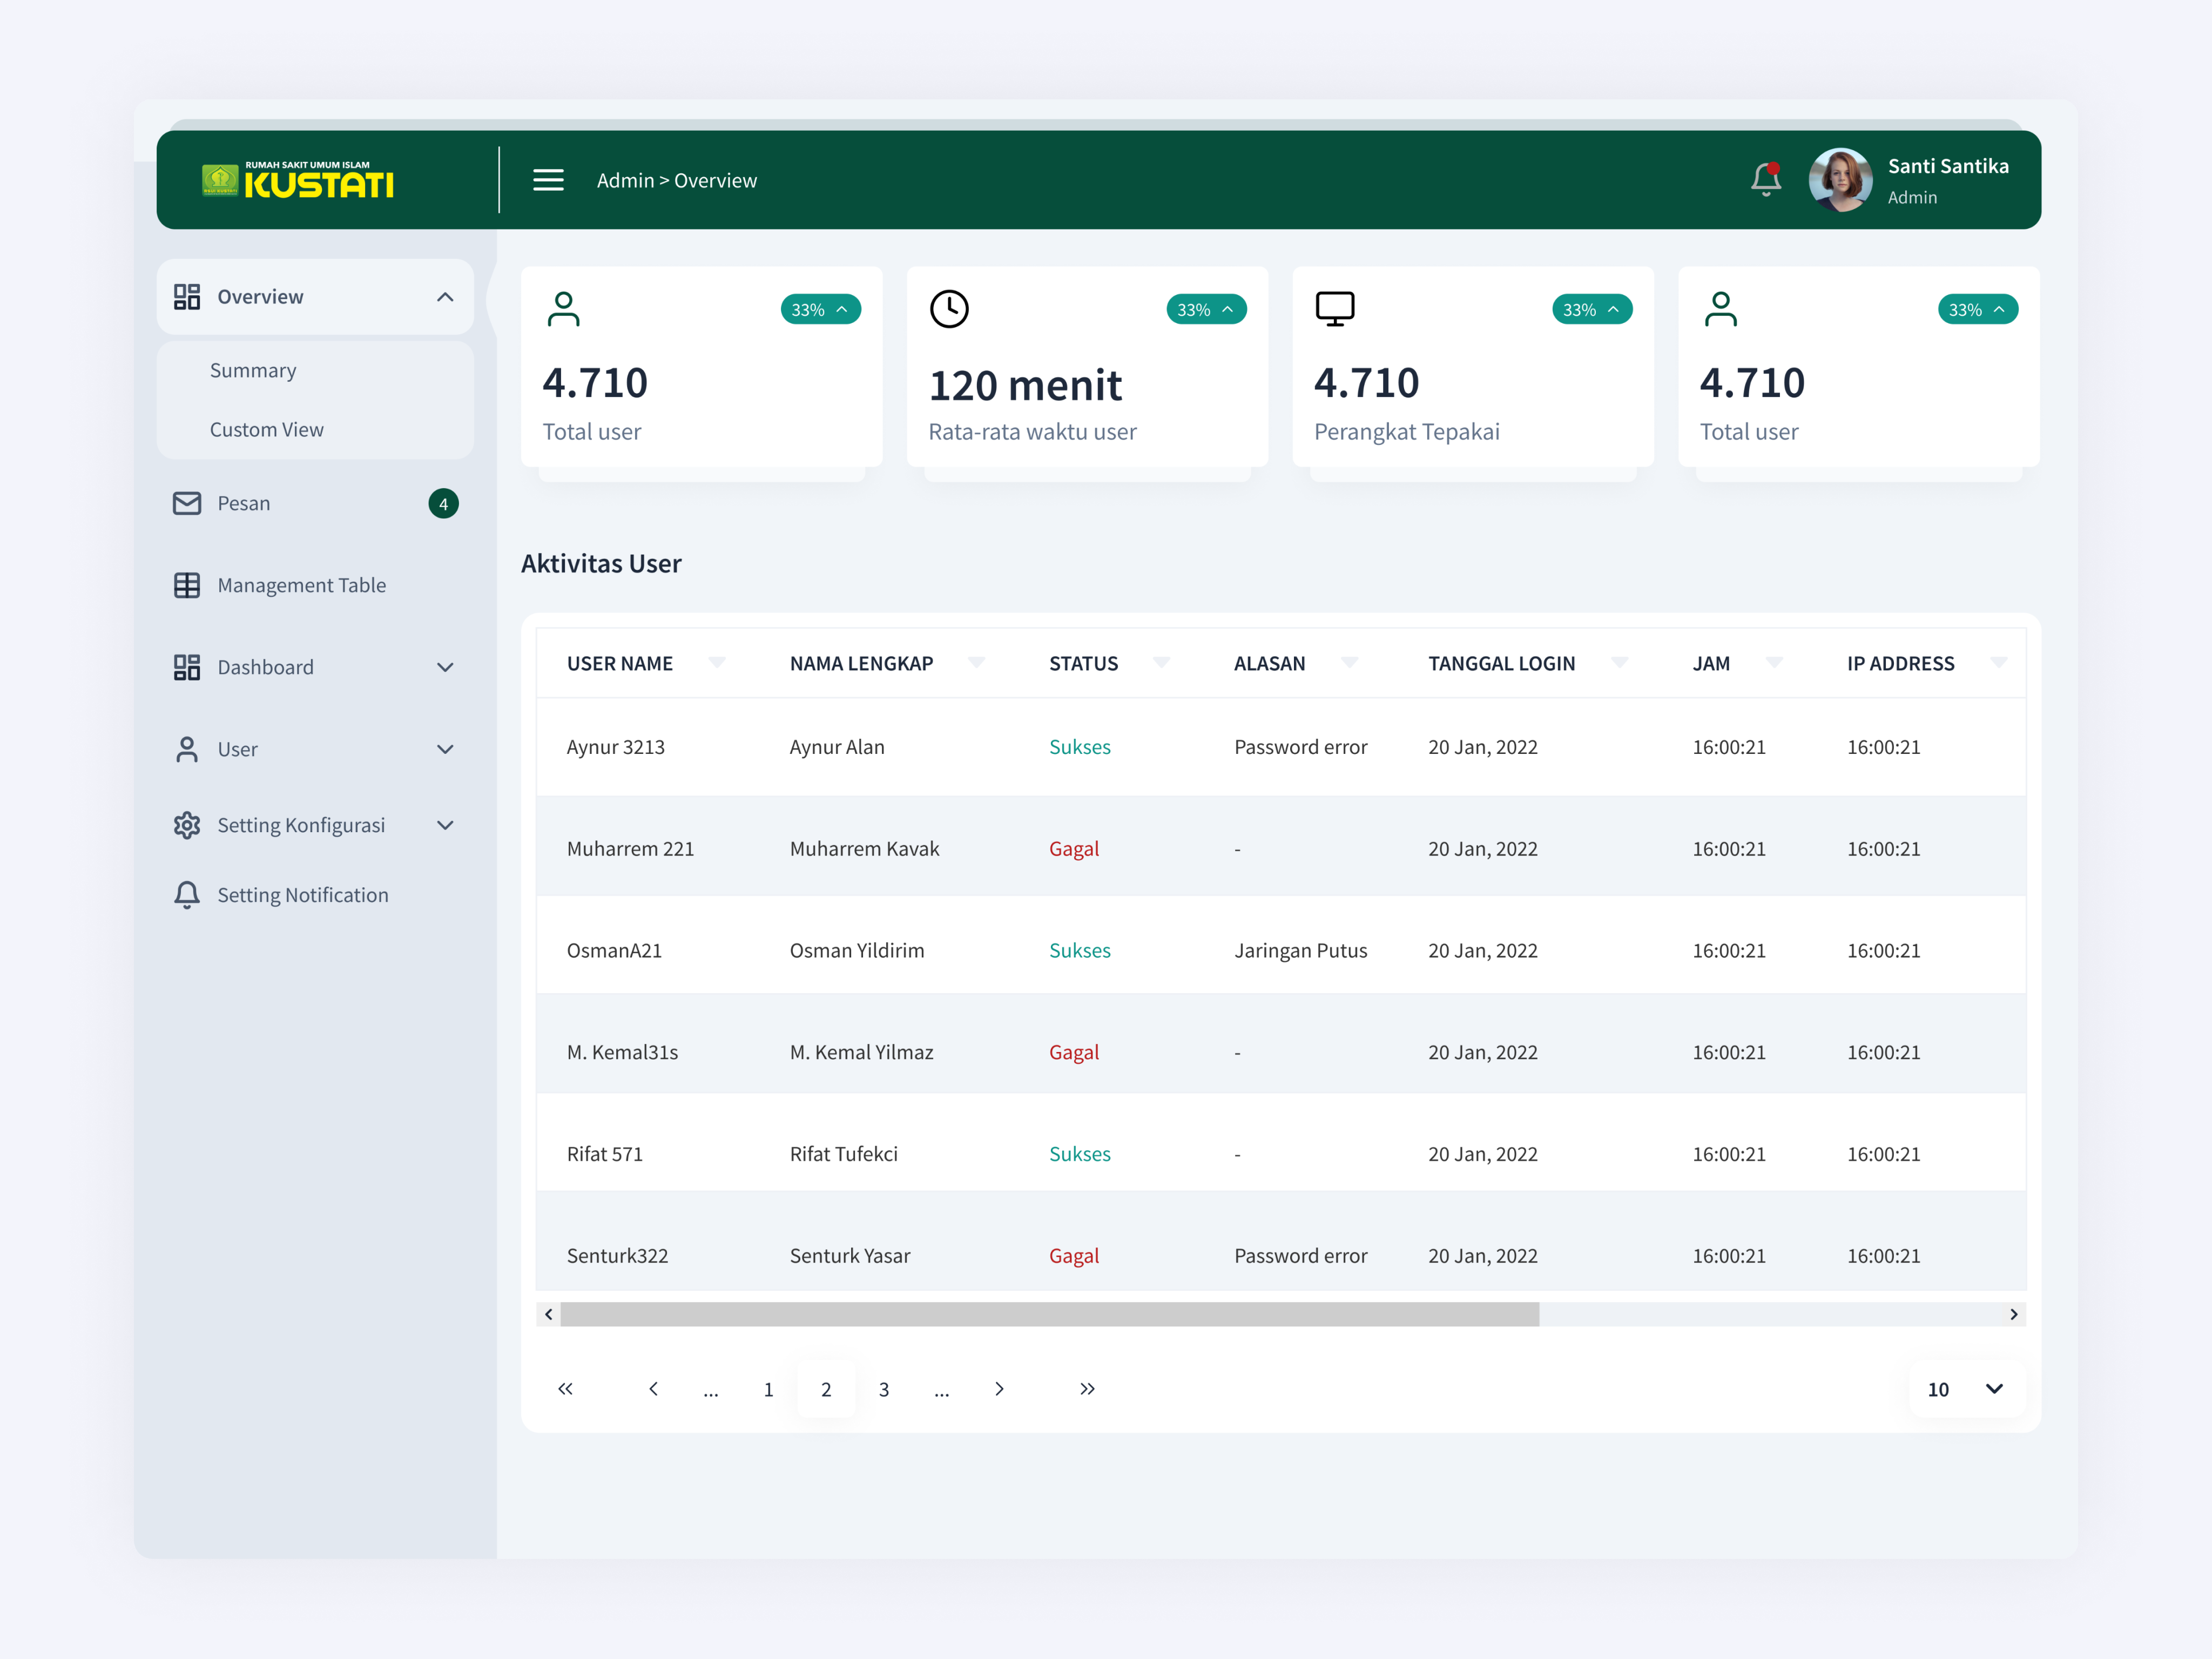 RUMAH SAKIT UMUM ISLAM
KUSTATI
Admin > Overview
Santi Santika
Admin
Overview
Summary
Custom View
Pesan 4
Management Table
Dashboard
User
Setting Konfigurasi
Setting Notification
33%
4.710
Total user
33%
120 menit
Rata-rata waktu user
33%
4.710
Perangkat Tepakai
33%
4.710
Total user
Aktivitas User
USER NAME NAMA LENGKAP STATUS ALASAN TANGGAL LOGIN JAM IP ADDRESS
Aynur 3213 Aynur Alan Sukses Password error 20 Jan, 2022 16:00:21 16:00:21
Muharrem 221 Muharrem Kavak Gagal - 20 Jan, 2022 16:00:21 16:00:21
OsmanA21 Osman Yildirim Sukses Jaringan Putus 20 Jan, 2022 16:00:21 16:00:21
M. Kemal31s M. Kemal Yilmaz Gagal - 20 Jan, 2022 16:00:21 16:00:21
Rifat 571 Rifat Tufekci Sukses - 20 Jan, 2022 16:00:21 16:00:21
Senturk322 Senturk Yasar Gagal Password error 20 Jan, 2022 16:00:21 16:00:21
... 1 2 3 ... 10